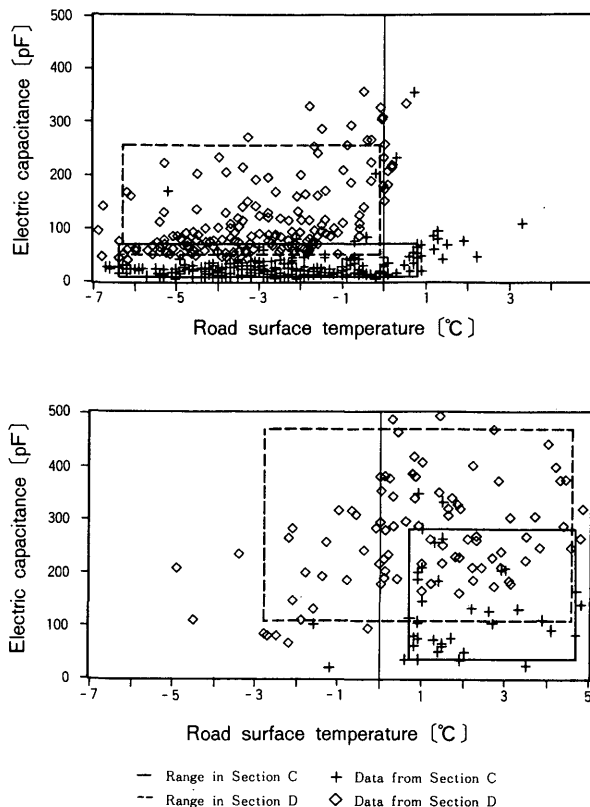 Electric capacitance [pF]
500
400
300
200
100
0
-7 -5 -3 -1 1 3 5
Road surface temperature [℃]
Electric capacitance [pF]
500
400
300
200
100
0
-7 -5 -3 -1 1 3 5
Road surface temperature [℃]
Range in Section C
Data from Section C
Range in Section D
Data from Section D